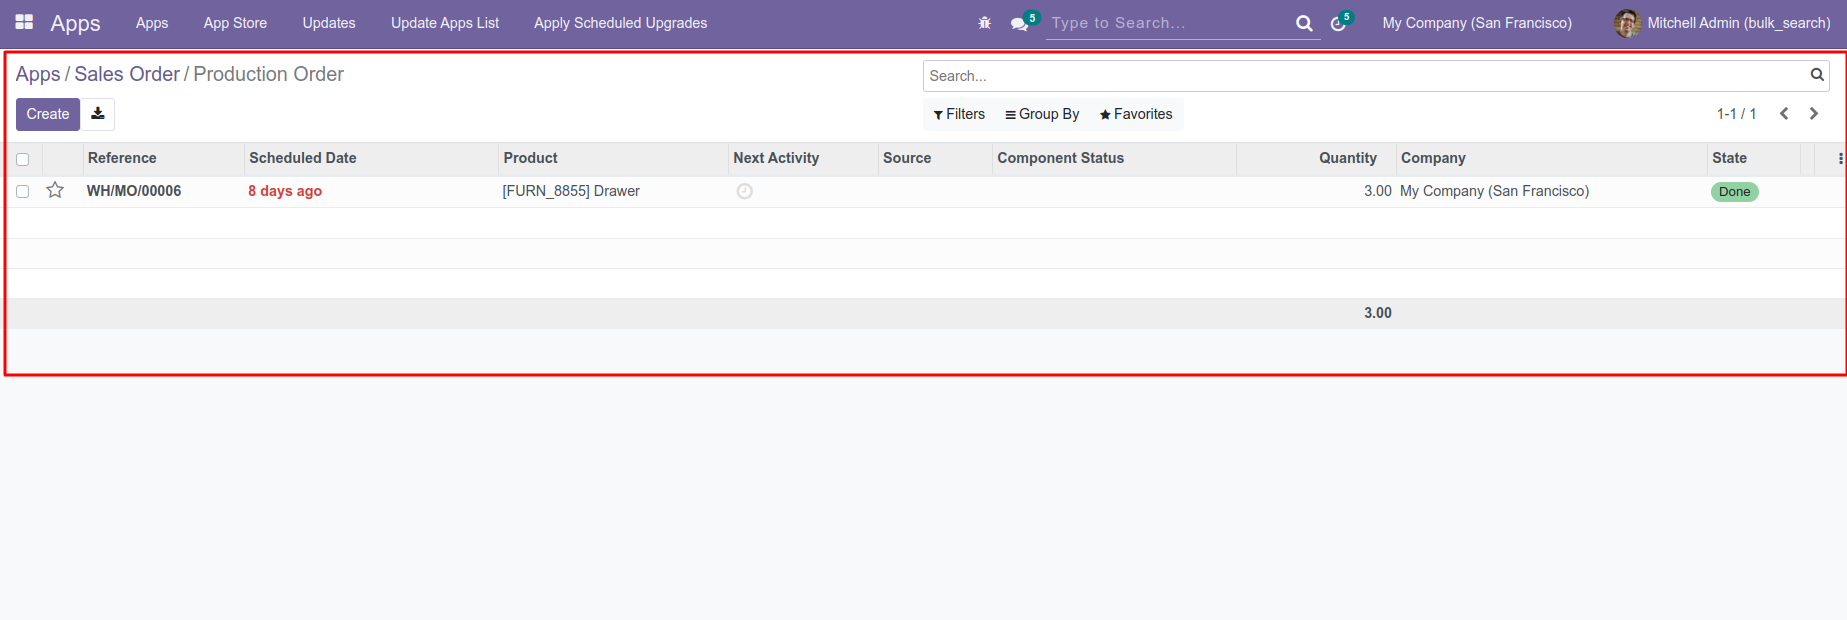 Apps Apps App Store Updates Update Apps List Apply Scheduled Upgrades 5 Type to Search... 5 My Company (San Francisco) Mitchell Admin (bulk_search)
Apps / Sales Order / Production Order Search...
Create Filters Group By Favorites 1-1 / 1
Reference Scheduled Date Product Next Activity Source Component Status Quantity Company State
WH/MO/00006 8 days ago [FURN_8855] Drawer 3.00 My Company (San Francisco) Done
3.00